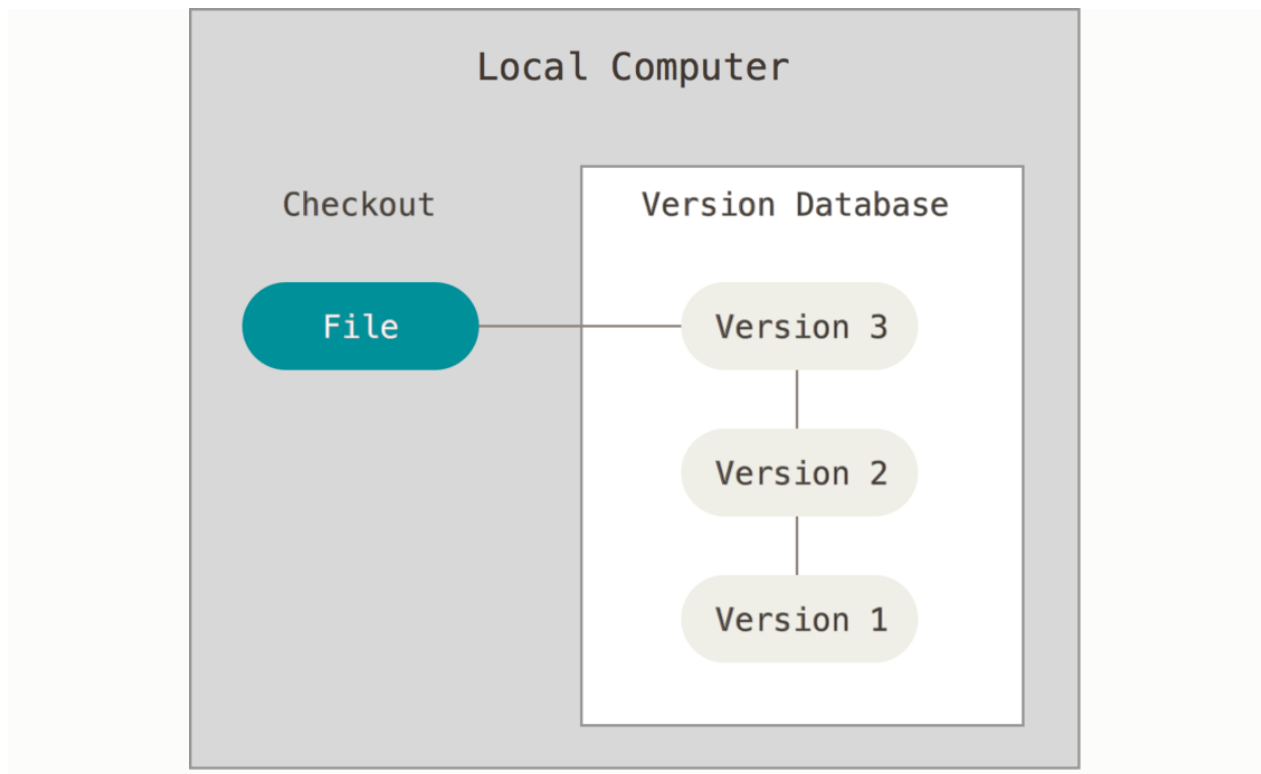 Local Computer
Checkout
Version Database
File
Version 3
Version 2
Version 1